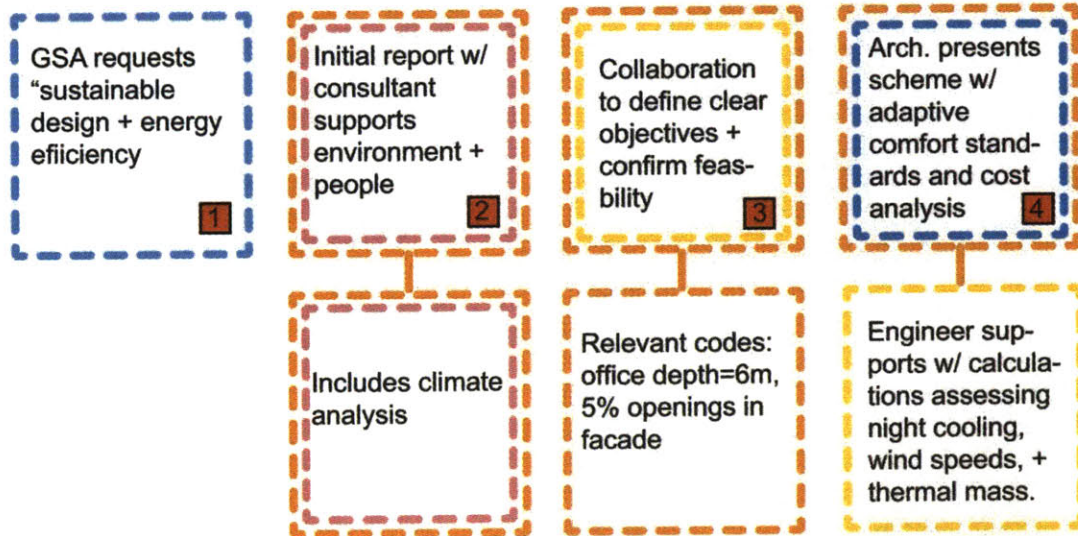 GSA requests
“sustainable
design + energy
efiiciency
1
Initial report w/
consultant
supports
environment +
people
2
Collaboration
to define clear
objectives +
confirm feas-
bility
3
Arch. presents
scheme w/
adaptive
comfort stand-
ards and cost
analysis
4
Includes climate
analysis
Relevant codes:
office depth=6m,
5% openings in
facade
Engineer sup-
ports w/ calcula-
tions assessing
night cooling,
wind speeds, +
thermal mass.